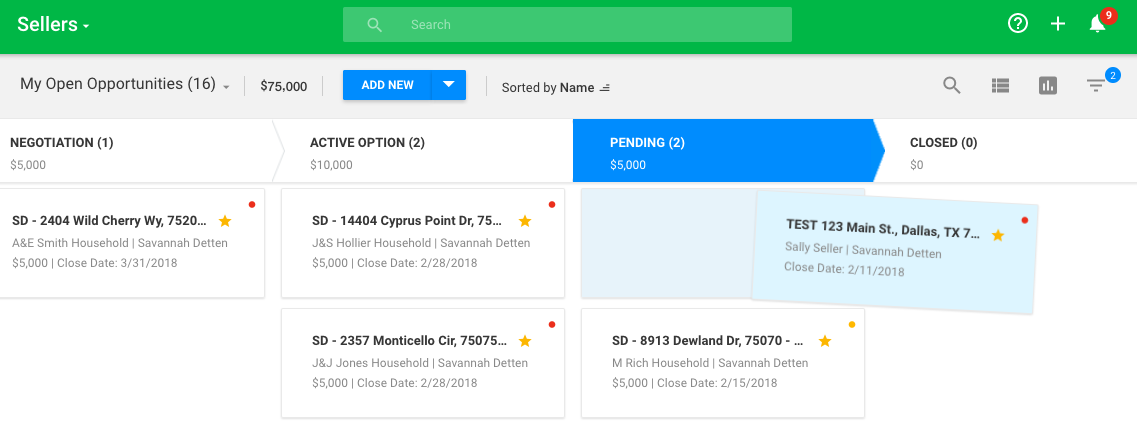 Sellers
Search
9
My Open Opportunities (16)
$75,000
ADD NEW
Sorted by Name
2
NEGOTIATION (1)
$5,000
ACTIVE OPTION (2)
$10,000
PENDING (2)
$5,000
CLOSED (0)
$0
SD - 2404 Wild Cherry Wy, 7520...
A&E Smith Household | Savannah Detten
$5,000 | Close Date: 3/31/2018
SD - 14404 Cyprus Point Dr, 75...
J&S Hollier Household | Savannah Detten
$5,000 | Close Date: 2/28/2018
TEST 123 Main St., Dallas, TX 7...
Sally Seller | Savannah Detten
Close Date: 2/11/2018
SD - 2357 Monticello Cir, 75075...
J&J Jones Household | Savannah Detten
$5,000 | Close Date: 2/28/2018
SD - 8913 Dewland Dr, 75070 - ...
M Rich Household | Savannah Detten
$5,000 | Close Date: 2/15/2018